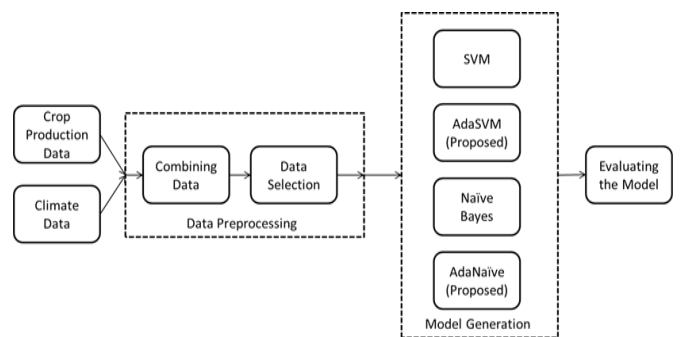 Crop
Production
Data
Climate
Data
Combining
Data
Data
Selection
Data Preprocessing
SVM
AdaSVM
(Proposed)
Naïve
Bayes
AdaNaïve
(Proposed)
Model Generation
Evaluating
the Model